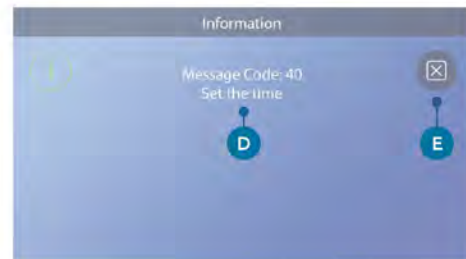 Information
Message Code: 40
Set the time
D
E